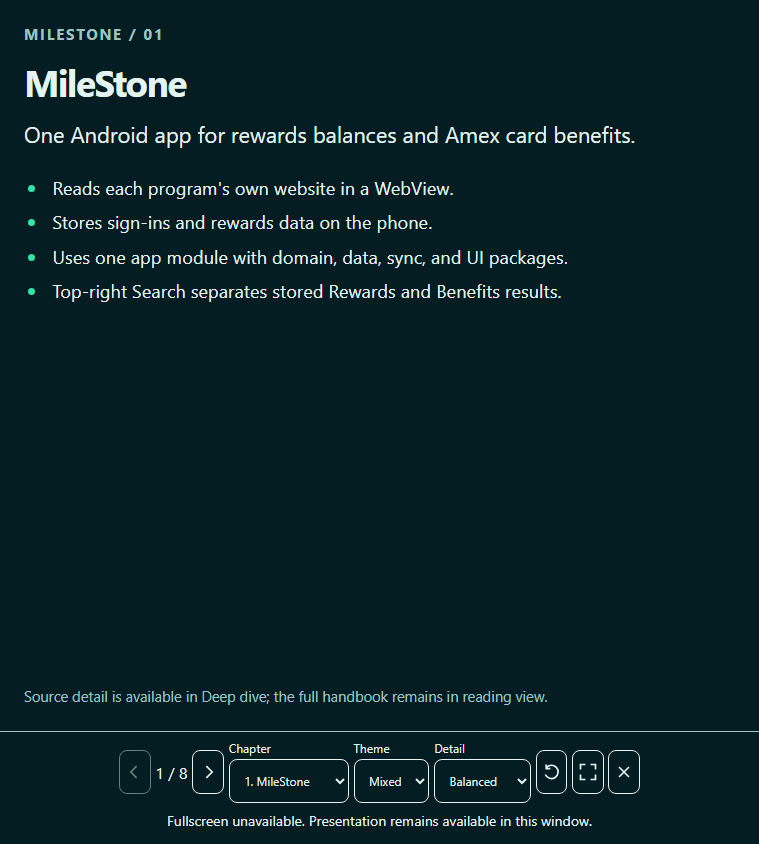 MILESTONE / 01
MileStone
One Android app for rewards balances and Amex card benefits.
Reads each program's own website in a WebView.
Stores sign-ins and rewards data on the phone.
Uses one app module with domain, data, sync, and UI packages.
Top-right Search separates stored Rewards and Benefits results.
Source detail is available in Deep dive; the full handbook remains in reading view.
1 / 8
Chapter
1. MileStone
Theme
Mixed
Detail
Balanced
Fullscreen unavailable. Presentation remains available in this window.